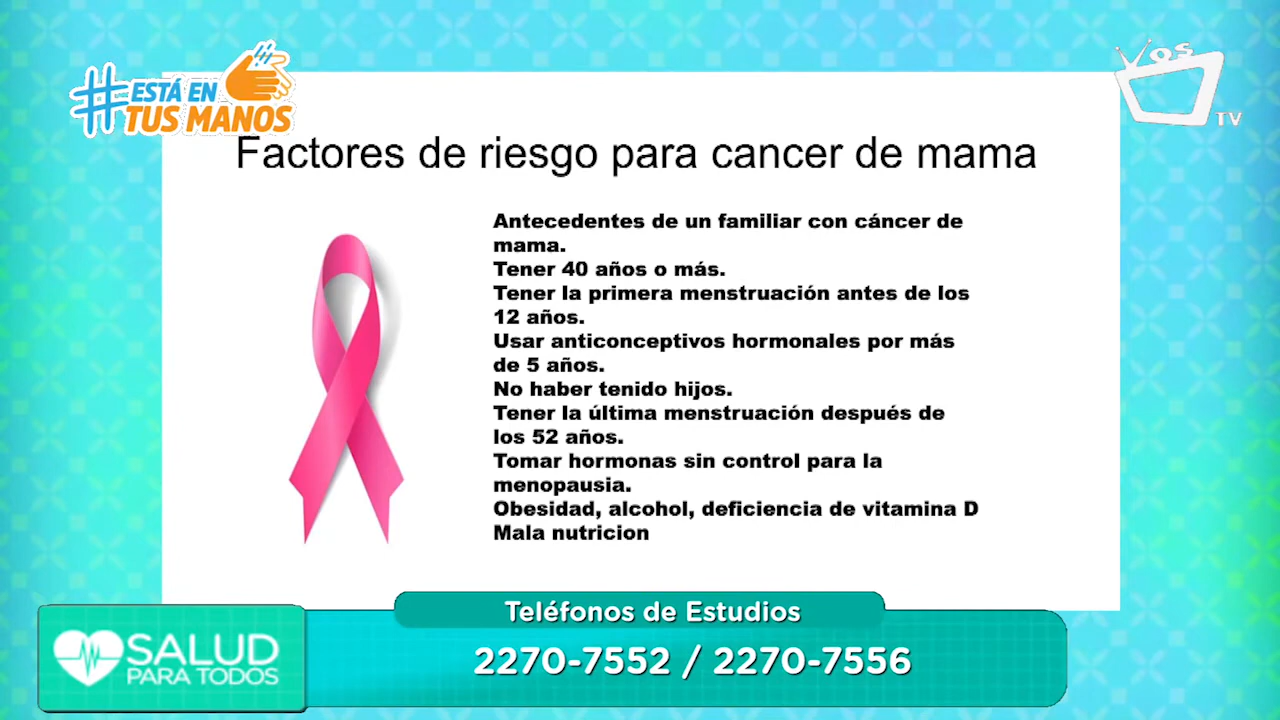 #ESTÁ EN
TUS MANOS
VOS
TV
Factores de riesgo para cancer de mama
Antecedentes de un familiar con cáncer de
mama.
Tener 40 años o más.
Tener la primera menstruación antes de los
12 años.
Usar anticonceptivos hormonales por más
de 5 años.
No haber tenido hijos.
Tener la última menstruación después de
los 52 años.
Tomar hormonas sin control para la
menopausia.
Obesidad, alcohol, deficiencia de vitamina D
Mala nutricion
Teléfonos de Estudios
2270-7552 / 2270-7556
SALUD
PARA TODOS